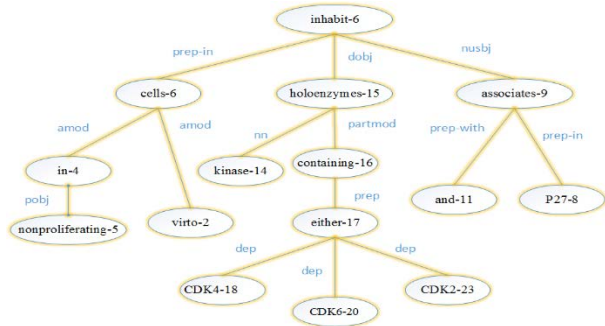 inhabit-6
prep-in
dobj
nusbj
cells-6
holoenzymes-15
associates-9
amod
amod
nn
partmod
prep-with
prep-in
in-4
kinase-14
containing-16
and-11
P27-8
pobj
prep
nonproliferating-5
virto-2
either-17
dep
dep
dep
CDK4-18
CDK6-20
CDK2-23